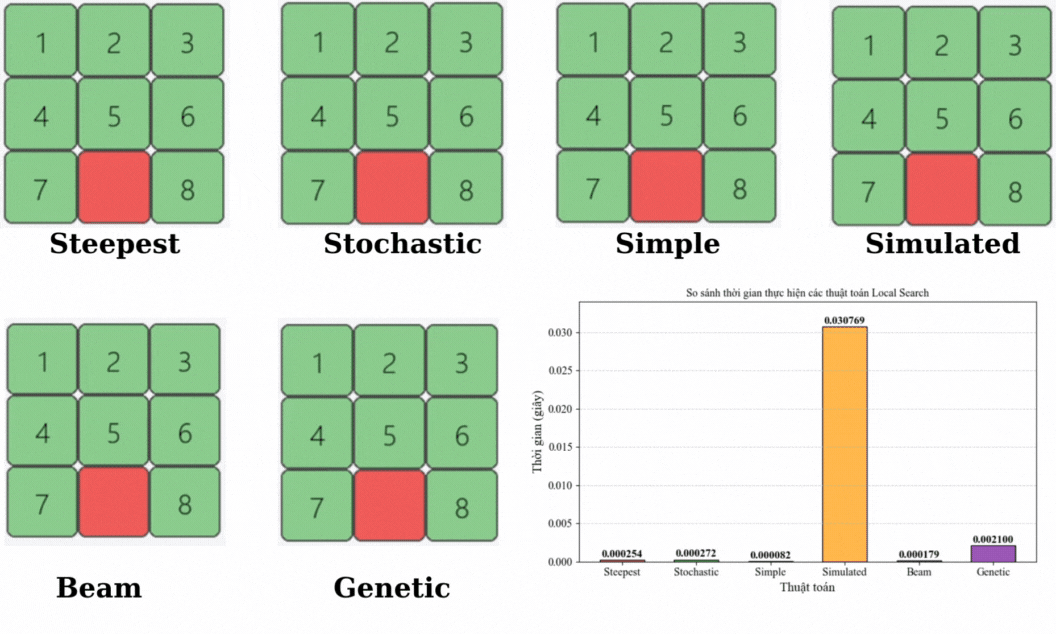 1 2 3
4 5 6
7 8
Steepest
1 2 3
4 5 6
7 8
Stochastic
1 2 3
4 5 6
7 8
Simple
1 2 3
4 5 6
7 8
Simulated
1 2 3
4 5 6
7 8
Beam
1 2 3
4 5 6
7 8
Genetic
So sánh thời gian thực hiện các thuật toán Local Search
Thời gian (giây)
0.030
0.025
0.020
0.015
0.010
0.005
0.000
0.000254 0.000272 0.000082 0.030769 0.000179 0.002100
Steepest Stochastic Simple Simulated Beam Genetic
Thuật toán